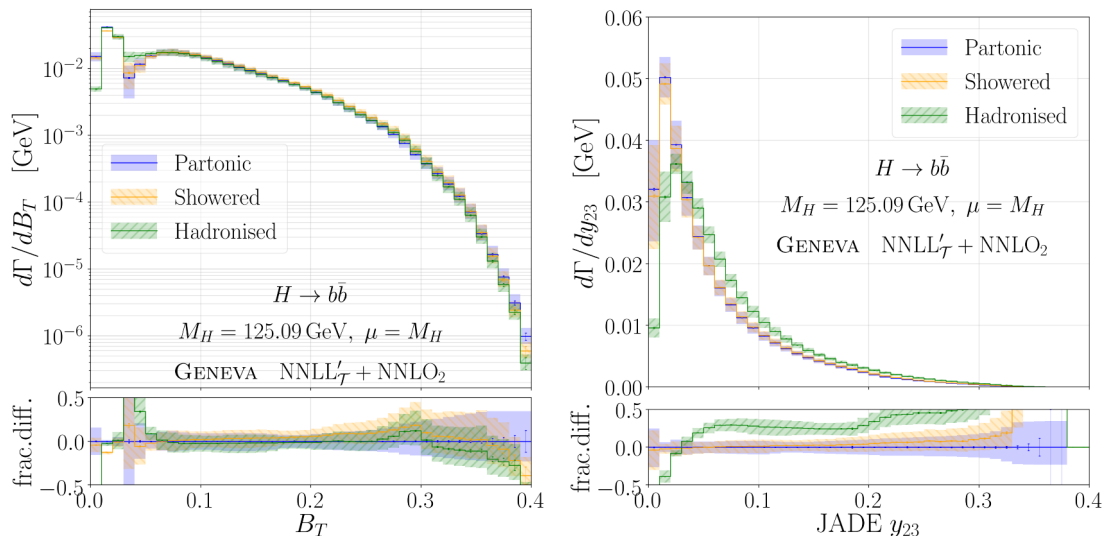 10⁻²
10⁻³
10⁻⁴
10⁻⁵
10⁻⁶
dΓ/dB_T [GeV]
Partonic
Showered
Hadronised
H → bb̄
M_H = 125.09 GeV, μ = M_H
GENEVA NNLL′_𝒯 + NNLO₂
0.5
0.0
−0.5
frac.diff.
0.0 0.1 0.2 0.3 0.4
B_T
0.06
0.05
0.04
0.03
0.02
0.01
0.00
dΓ/dy₂₃ [GeV]
Partonic
Showered
Hadronised
H → bb̄
M_H = 125.09 GeV, μ = M_H
GENEVA NNLL′_𝒯 + NNLO₂
0.5
0.0
−0.5
frac.diff.
0.0 0.1 0.2 0.3 0.4
JADE y₂₃